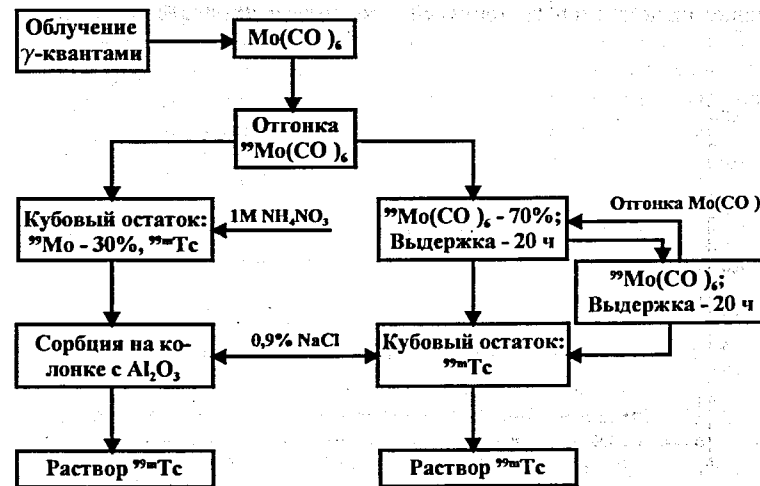 Облучение
γ-квантами
Mo(CO )₆
Отгонка
⁹⁹Mo(CO )₆
Кубовый остаток:
⁹⁹Mo - 30%, ⁹⁹ᵐTc
1M NH₄NO₃
⁹⁹Mo(CO )₆ - 70%;
Выдержка - 20 ч
Отгонка Mo(CO )
⁹⁹Mo(CO )₆;
Выдержка - 20 ч
Сорбция на ко-
лонке с Al₂O₃
0,9% NaCl
Кубовый остаток:
⁹⁹ᵐTc
Раствор ⁹⁹ᵐTc
Раствор ⁹⁹ᵐTc